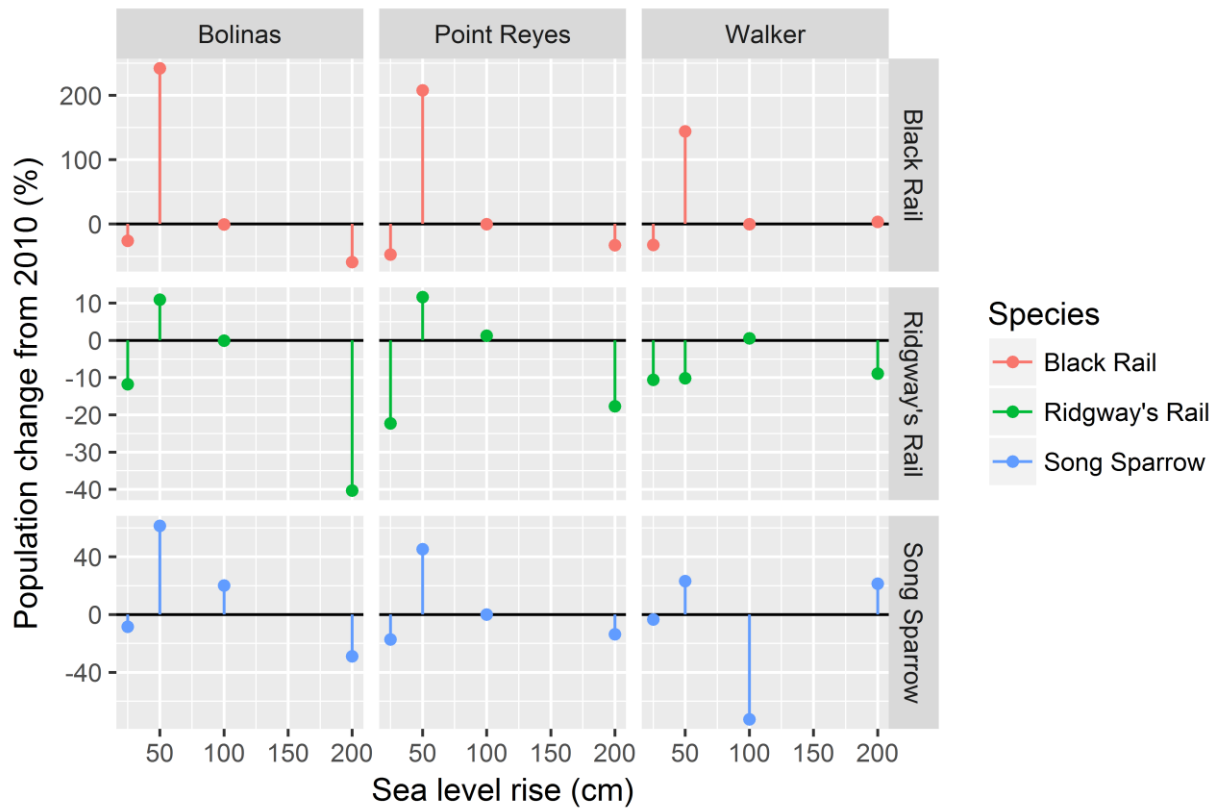 Bolinas Point Reyes Walker
Population change from 2010 (%)
200
100
0
Black Rail
10
0
-10
-20
-30
-40
Ridgway's Rail
40
0
-40
Song Sparrow
50 100 150 200 50 100 150 200 50 100 150 200
Sea level rise (cm)
Species
Black Rail
Ridgway's Rail
Song Sparrow